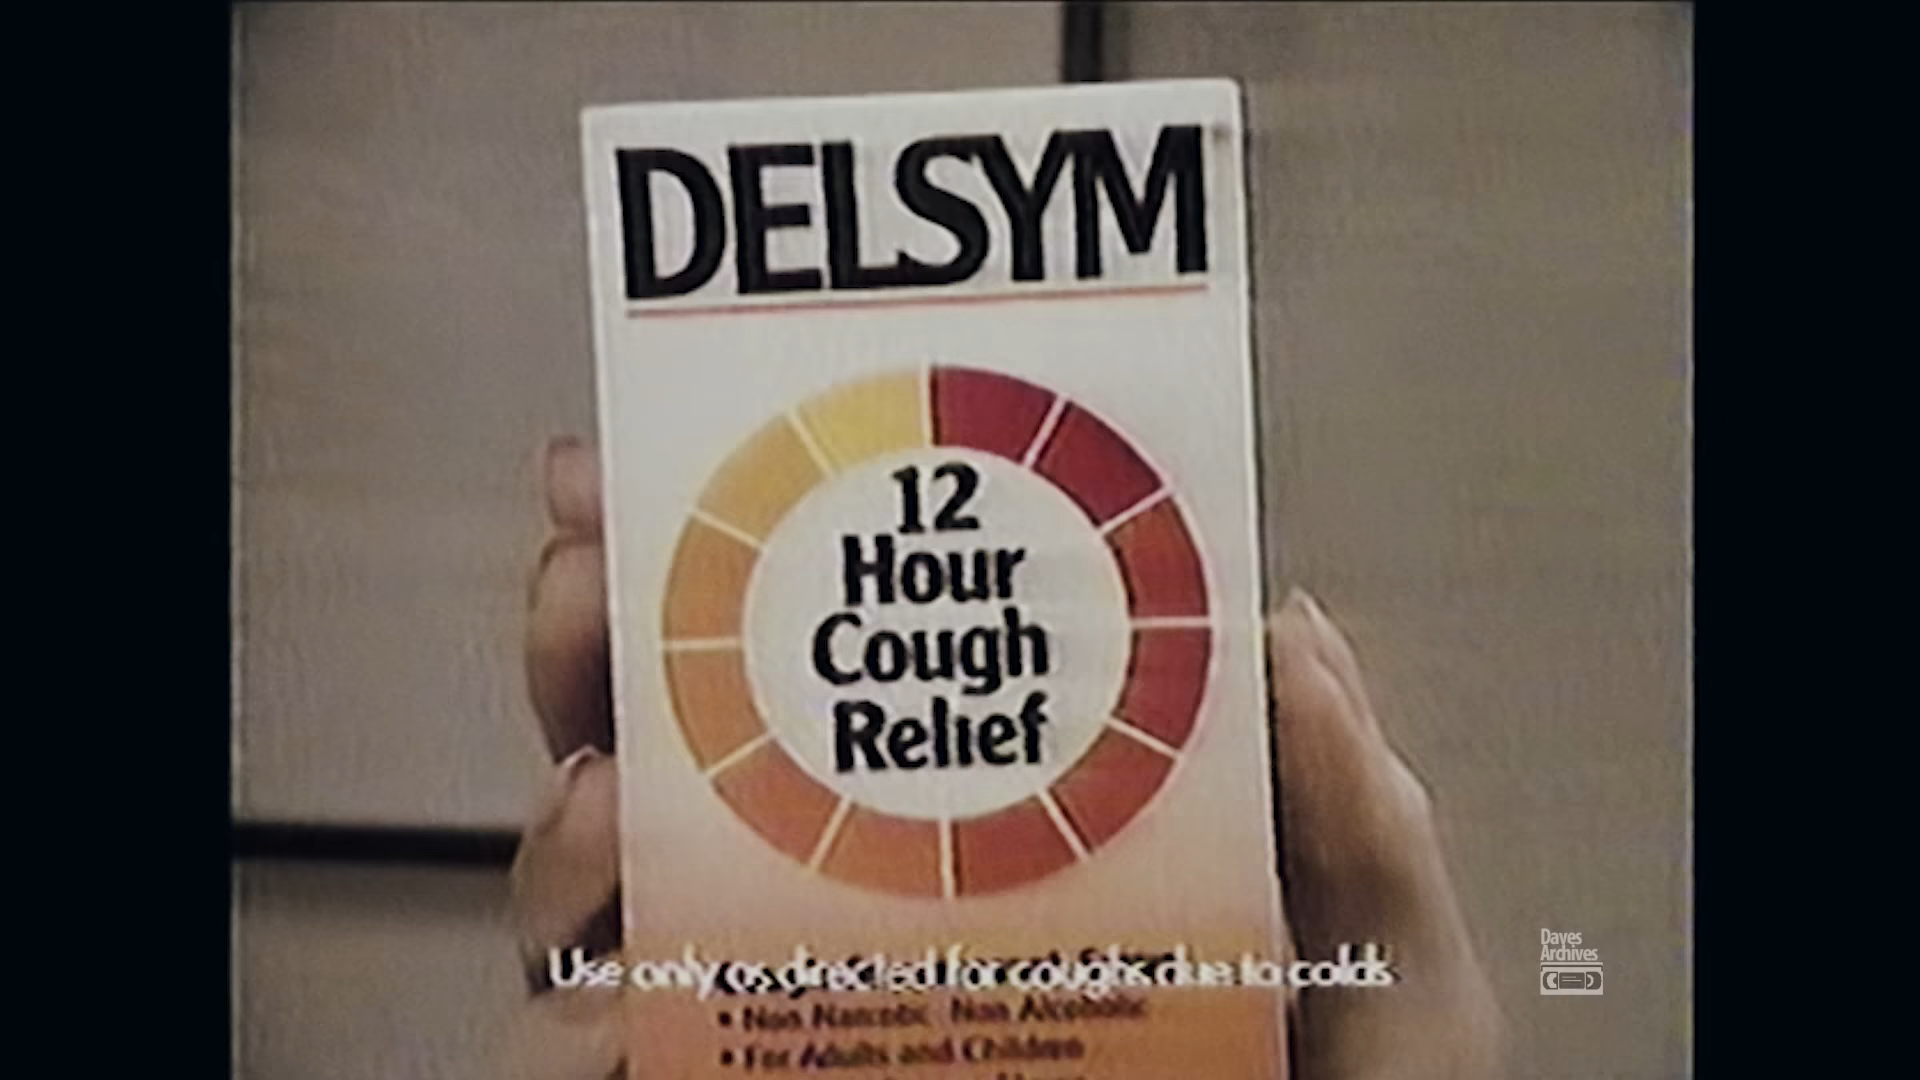 DELSYM
12
Hour
Cough
Relief
Use only as directed for coughs due to colds
• Non Narcotic Non Alcoholic
• For Adults and Children
Daves
Archives